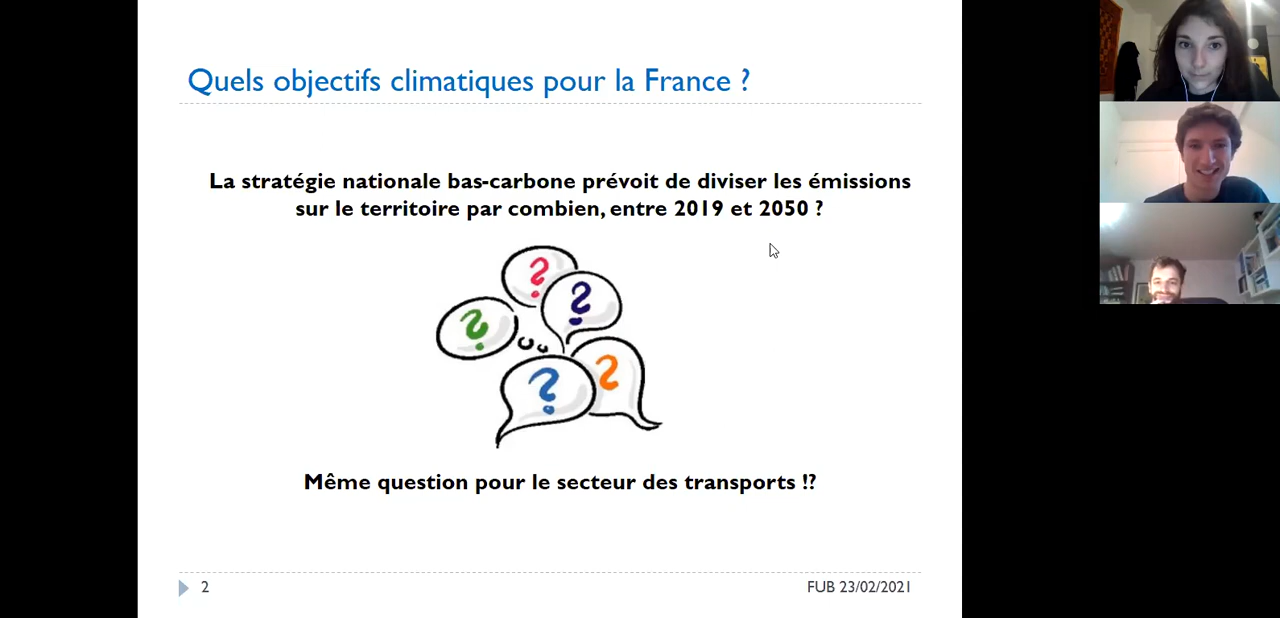 Quels objectifs climatiques pour la France ?
La stratégie nationale bas-carbone prévoit de diviser les émissions
sur le territoire par combien, entre 2019 et 2050 ?
? ? ? ? ?
Même question pour le secteur des transports !?
2
FUB 23/02/2021